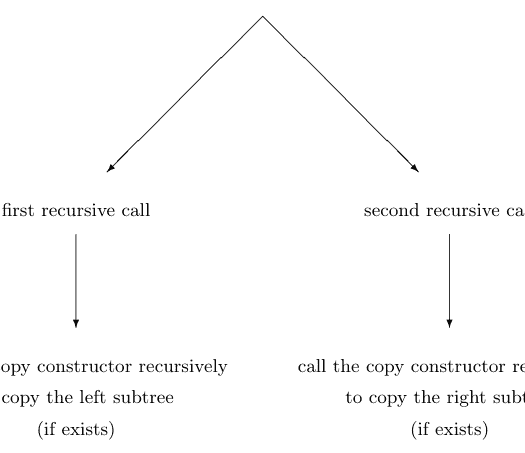 first recursive call
second recursive ca
opy constructor recursively
copy the left subtree
(if exists)
call the copy constructor re
to copy the right subt
(if exists)